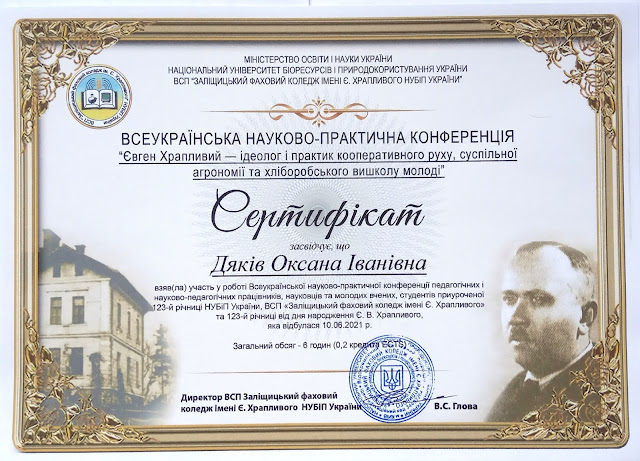 МІНІСТЕРСТВО ОСВІТИ І НАУКИ УКРАЇНИ
НАЦІОНАЛЬНИЙ УНІВЕРСИТЕТ БІОРЕСУРСІВ І ПРИРОДОКОРИСТУВАННЯ УКРАЇНИ
ВСП "ЗАЛІЩИЦЬКИЙ ФАХОВИЙ КОЛЕДЖ ІМЕНІ Є. ХРАПЛИВОГО НУБІП УКРАЇНИ"
ВСЕУКРАЇНСЬКА НАУКОВО-ПРАКТИЧНА КОНФЕРЕНЦІЯ
"Євген Храпливий — ідеолог і практик кооперативного руху, суспільної
агрономії та хліборобського вишколу молоді"
Сертифікат
засвідчує, що
Дяків Оксана Іванівна
взяв(ла) участь у роботі Всеукраїнської науково-практичної конференції педагогічних і
науково-педагогічних працівників, науковців та молодих вчених, студентів приуроченої
123-й річниці НУБІП України, ВСП «Заліщицький фаховий коледж імені Є. Храпливого»
та 123-й річниці від дня народження Є. В. Храпливого,
яка відбулася 10.06.2021 р.
Загальний обсяг - 6 годин (0,2 кредита ECTS)
Директор ВСП Заліщицький фаховий
коледж імені Є. Храпливого НУБІП України
В.С. Глова